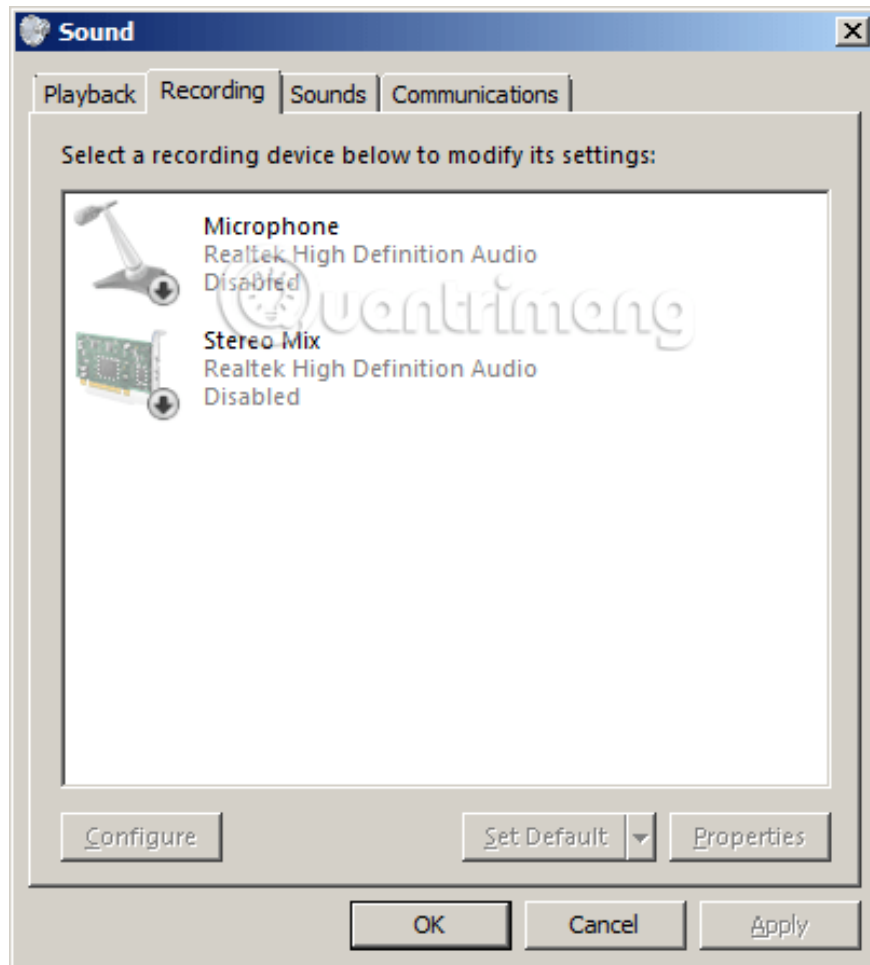 Sound
Playback Recording Sounds Communications
Select a recording device below to modify its settings:
Microphone
Realtek High Definition Audio
Disabled
Quantrimang
Stereo Mix
Realtek High Definition Audio
Disabled
Configure Set Default Properties
OK Cancel Apply